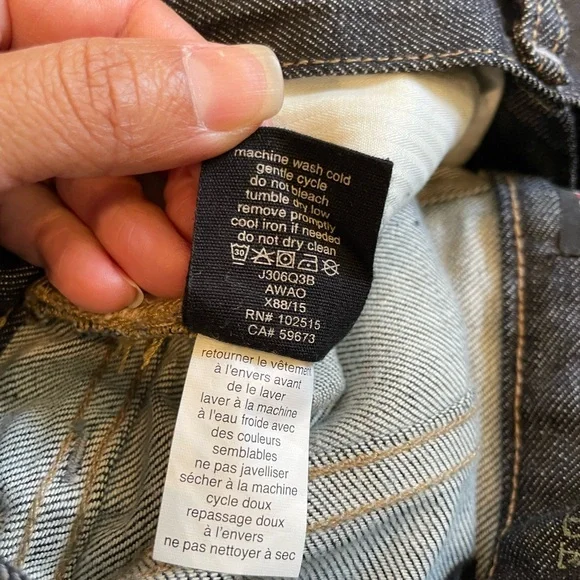 machine wash cold
gentle cycle
do not bleach
tumble dry low
remove promptly
cool iron if needed
do not dry clean
30
J306Q3B
AWAO
X88/15
RN# 102515
CA# 59673
retourner le vêtement
à l'envers avant
de le laver
laver à la machine
à l'eau froide avec
des couleurs
semblables
ne pas javelliser
sécher à la machine
cycle doux
repassage doux
à l'envers
ne pas nettoyer à sec